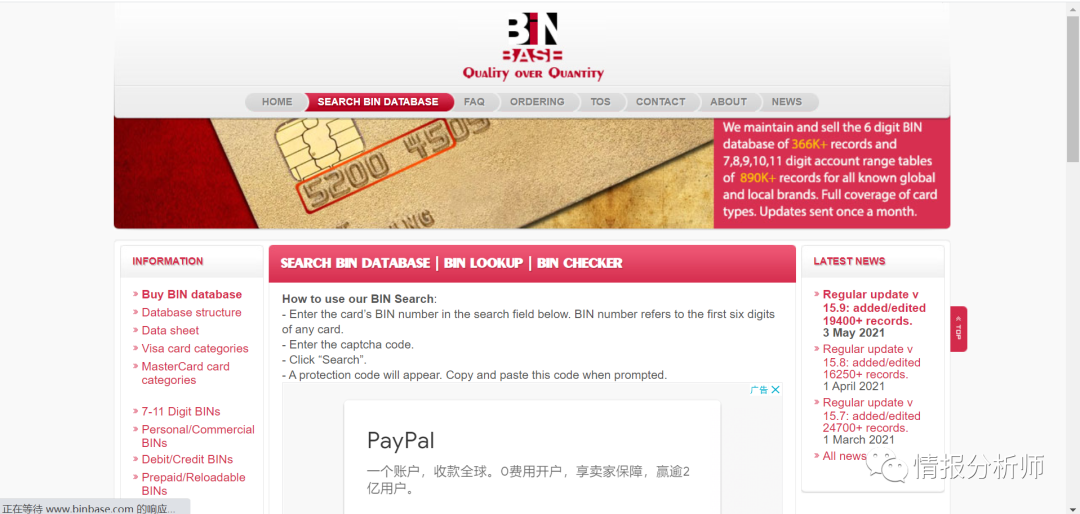 BIN
BASE
Quality over Quantity
HOME
SEARCH BIN DATABASE
FAQ
ORDERING
TOS
CONTACT
ABOUT
NEWS
5200 4505
We maintain and sell the 6 digit BIN
database of 366K+ records and
7,8,9,10,11 digit account range tables
of 890K+ records for all known global
and local brands. Full coverage of card
types. Updates sent once a month.
INFORMATION
Buy BIN database
Database structure
Data sheet
Visa card categories
MasterCard card
categories
7-11 Digit BINs
Personal/Commercial
BINs
Debit/Credit BINs
Prepaid/Reloadable
BINs
SEARCH BIN DATABASE | BIN LOOKUP | BIN CHECKER
How to use our BIN Search:
- Enter the card's BIN number in the search field below. BIN number refers to the first six digits
of any card.
- Enter the captcha code.
- Click “Search”.
- A protection code will appear. Copy and paste this code when prompted.
广告
PayPal
一个账户，收款全球。0费用开户，享卖家保障，赢逾2
亿用户。
LATEST NEWS
Regular update v
15.9: added/edited
19400+ records.
3 May 2021
Regular update v
15.8: added/edited
16250+ records.
1 April 2021
Regular update v
15.7: added/edited
24700+ records.
1 March 2021
All news
TOP
情报分析师
正在等待 www.binbase.com 的响应...